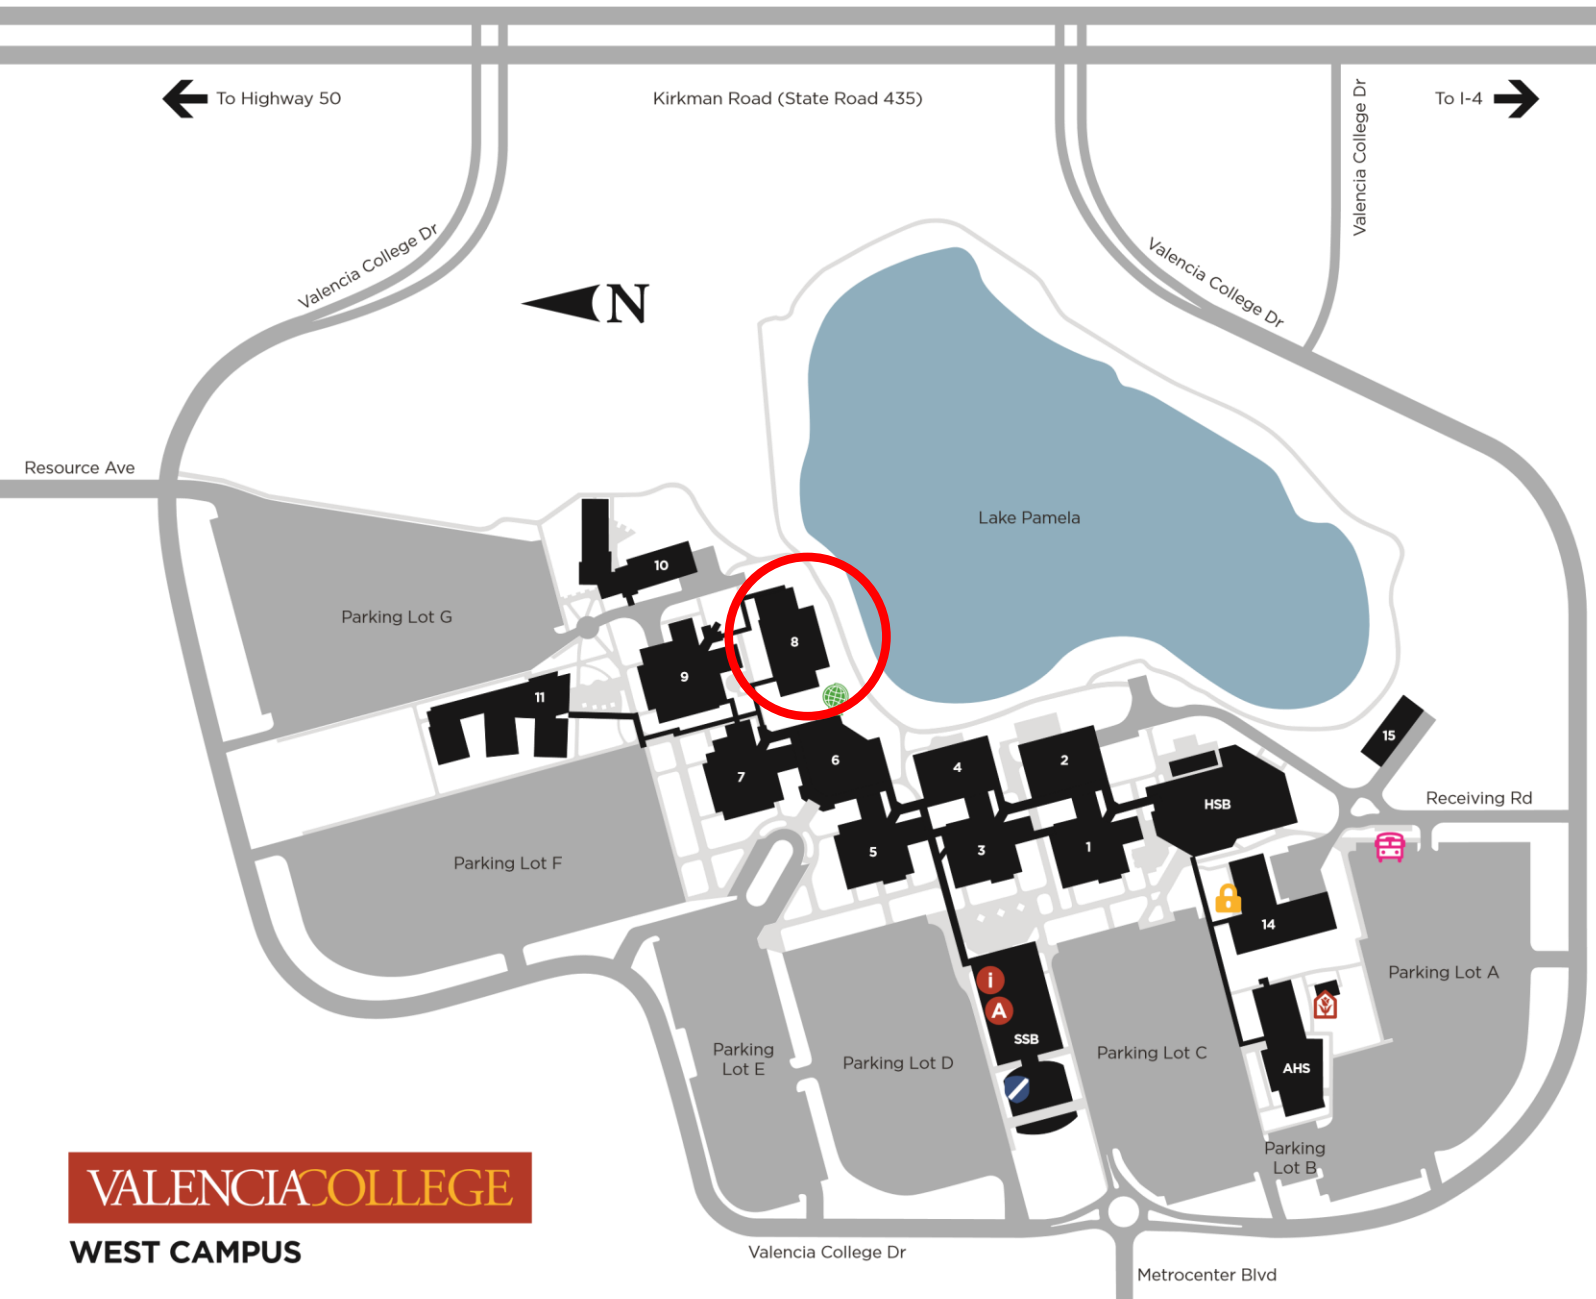 To Highway 50
Kirkman Road (State Road 435)
To I-4
Valencia College Dr
Valencia College Dr
Valencia College Dr
N
Resource Ave
Lake Pamela
10
Parking Lot G
8
9
11
15
7
6
4
2
HSB
Receiving Rd
5
3
1
Parking Lot F
14
Parking Lot A
i
A
SSB
Parking
Lot E
Parking Lot D
Parking Lot C
AHS
Parking
Lot B
VALENCIACOLLEGE
WEST CAMPUS
Valencia College Dr
Metrocenter Blvd